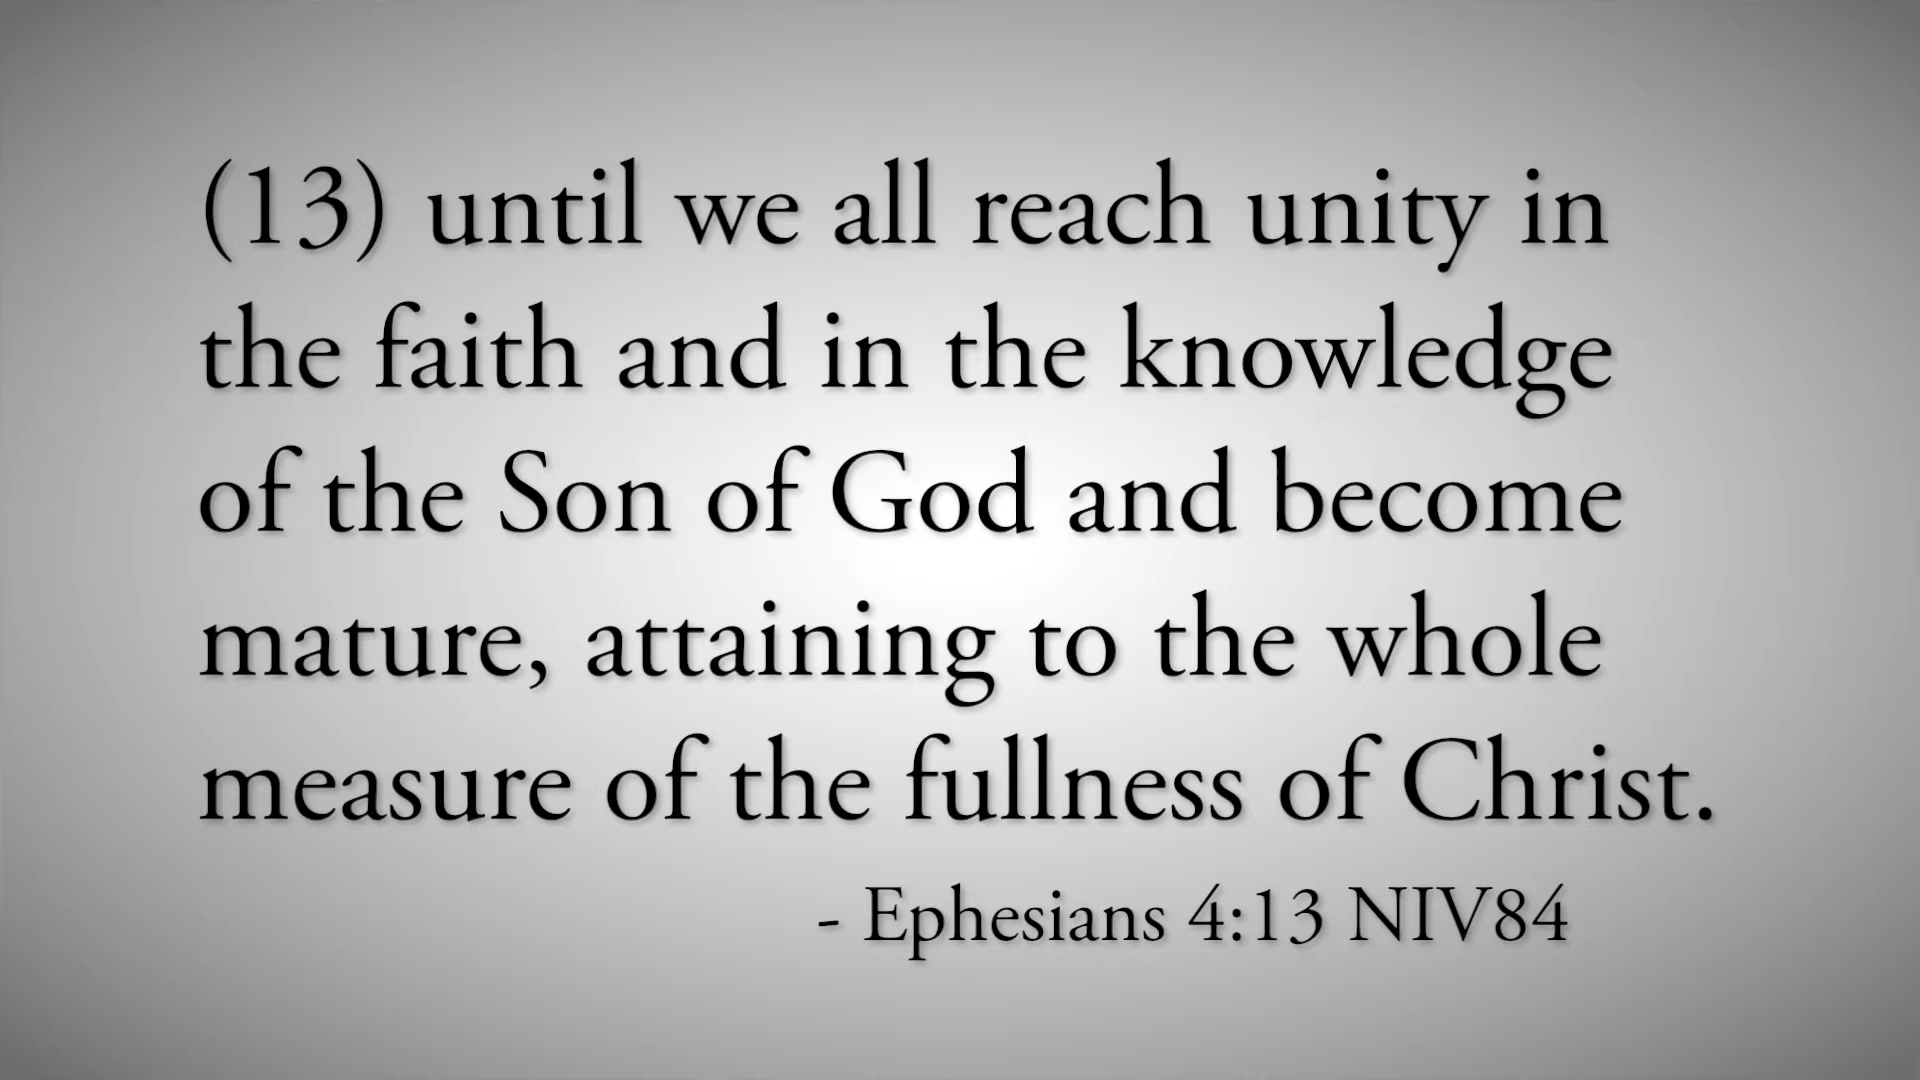 (13) until we all reach unity in
the faith and in the knowledge
of the Son of God and become
mature, attaining to the whole
measure of the fullness of Christ.
- Ephesians 4:13 NIV84